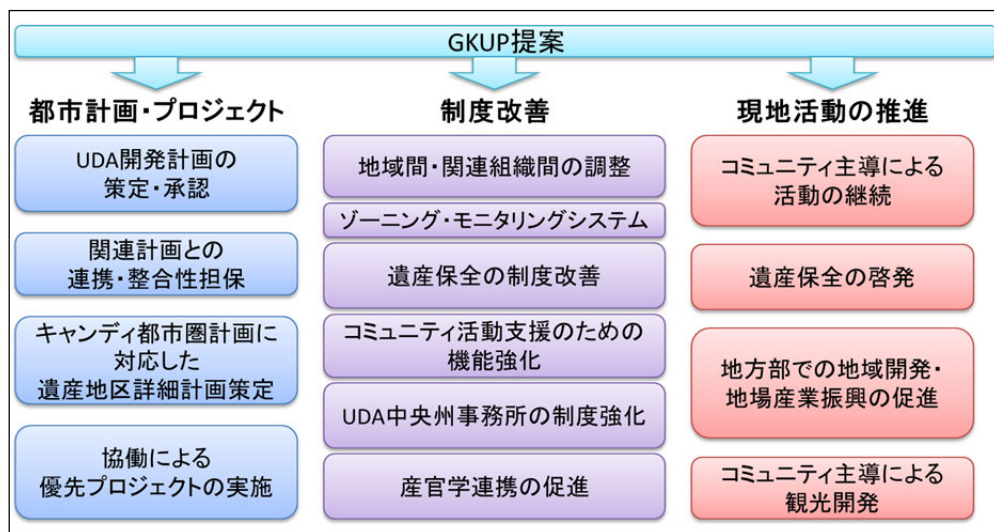 GKUP提案
都市計画・プロジェクト
UDA開発計画の
策定・承認
関連計画との
連携・整合性担保
キャンディ都市圏計画に
対応した
遺産地区詳細計画策定
協働による
優先プロジェクトの実施
制度改善
地域間・関連組織間の調整
ゾーニング・モニタリングシステム
遺産保全の制度改善
コミュニティ活動支援のための
機能強化
UDA中央州事務所の制度強化
産官学連携の促進
現地活動の推進
コミュニティ主導による
活動の継続
遺産保全の啓発
地方部での地域開発・
地場産業振興の促進
コミュニティ主導による
観光開発